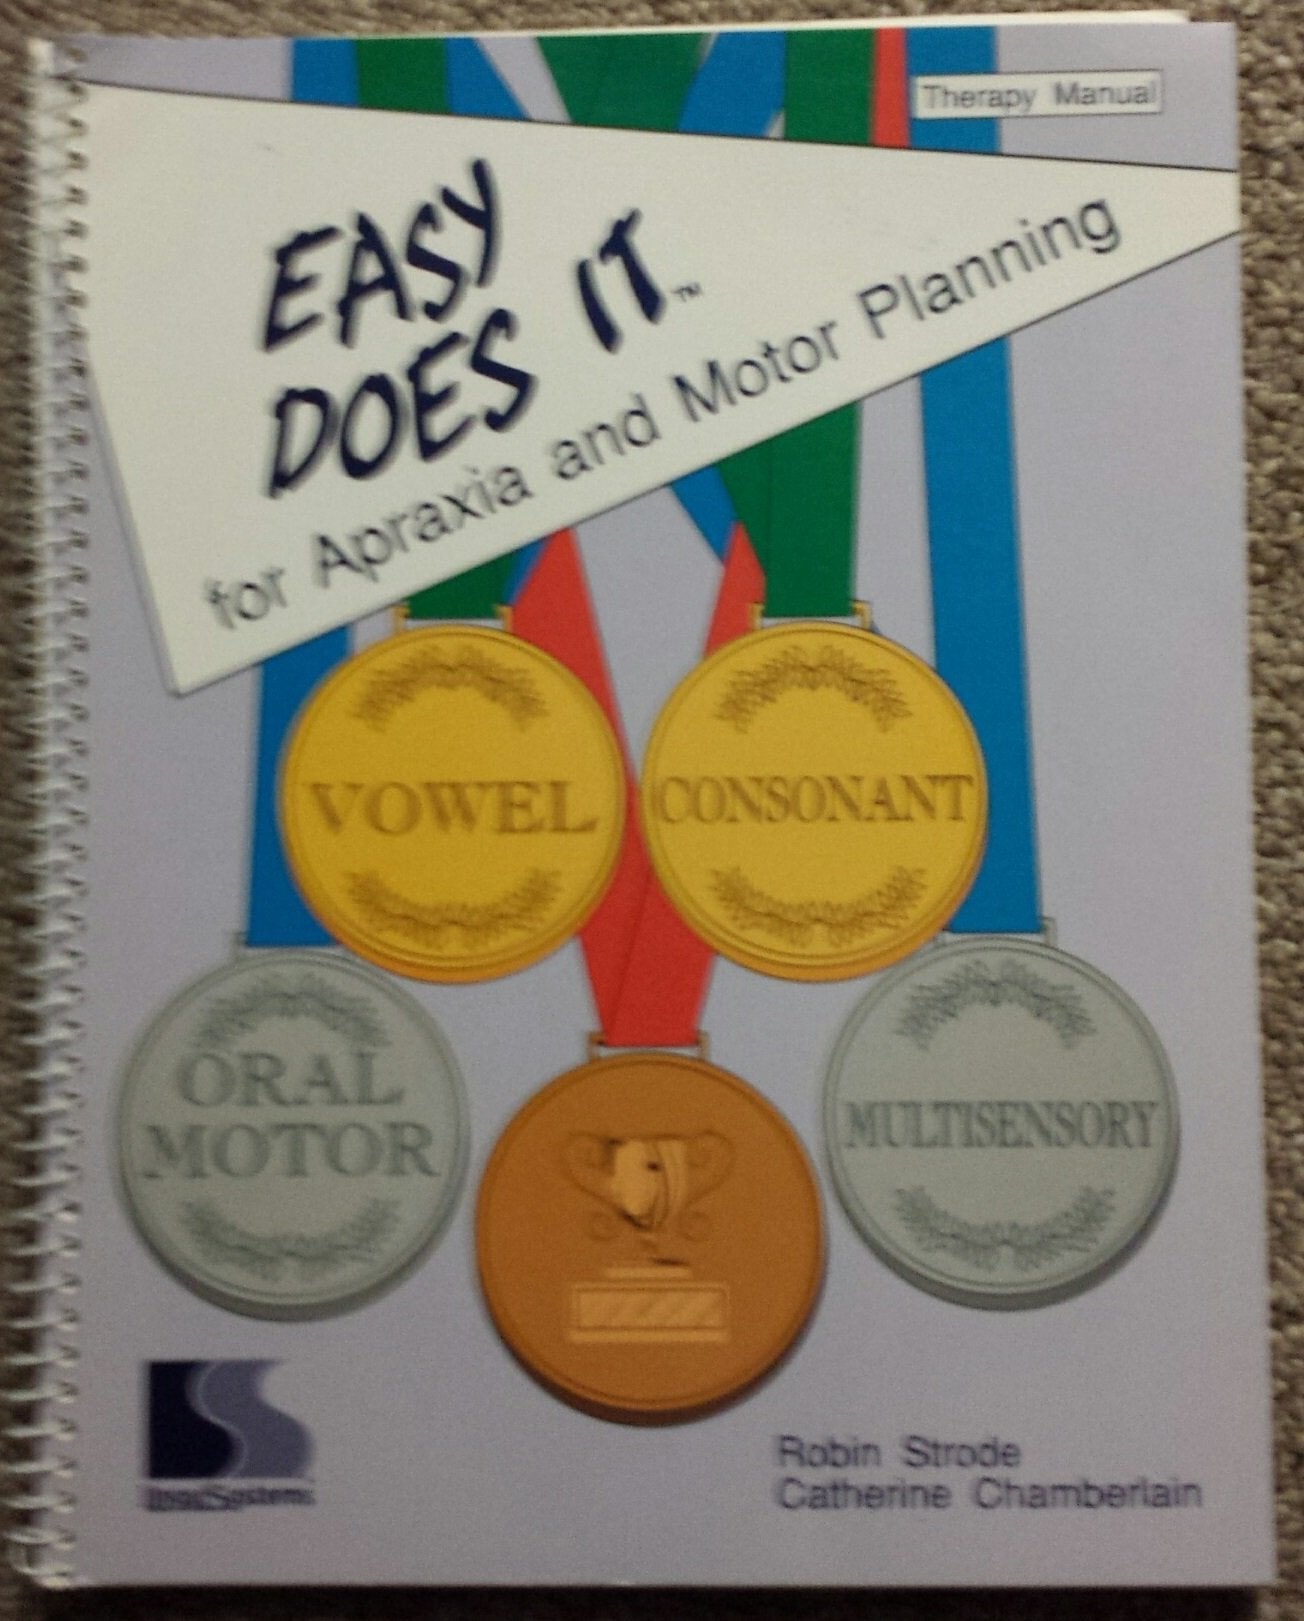 Therapy Manual
EASY
DOES IT™
for Apraxia and Motor Planning
VOWEL
CONSONANT
ORAL
MOTOR
MULTISENSORY
LinguiSystems
Robin Strode
Catherine Chamberlain